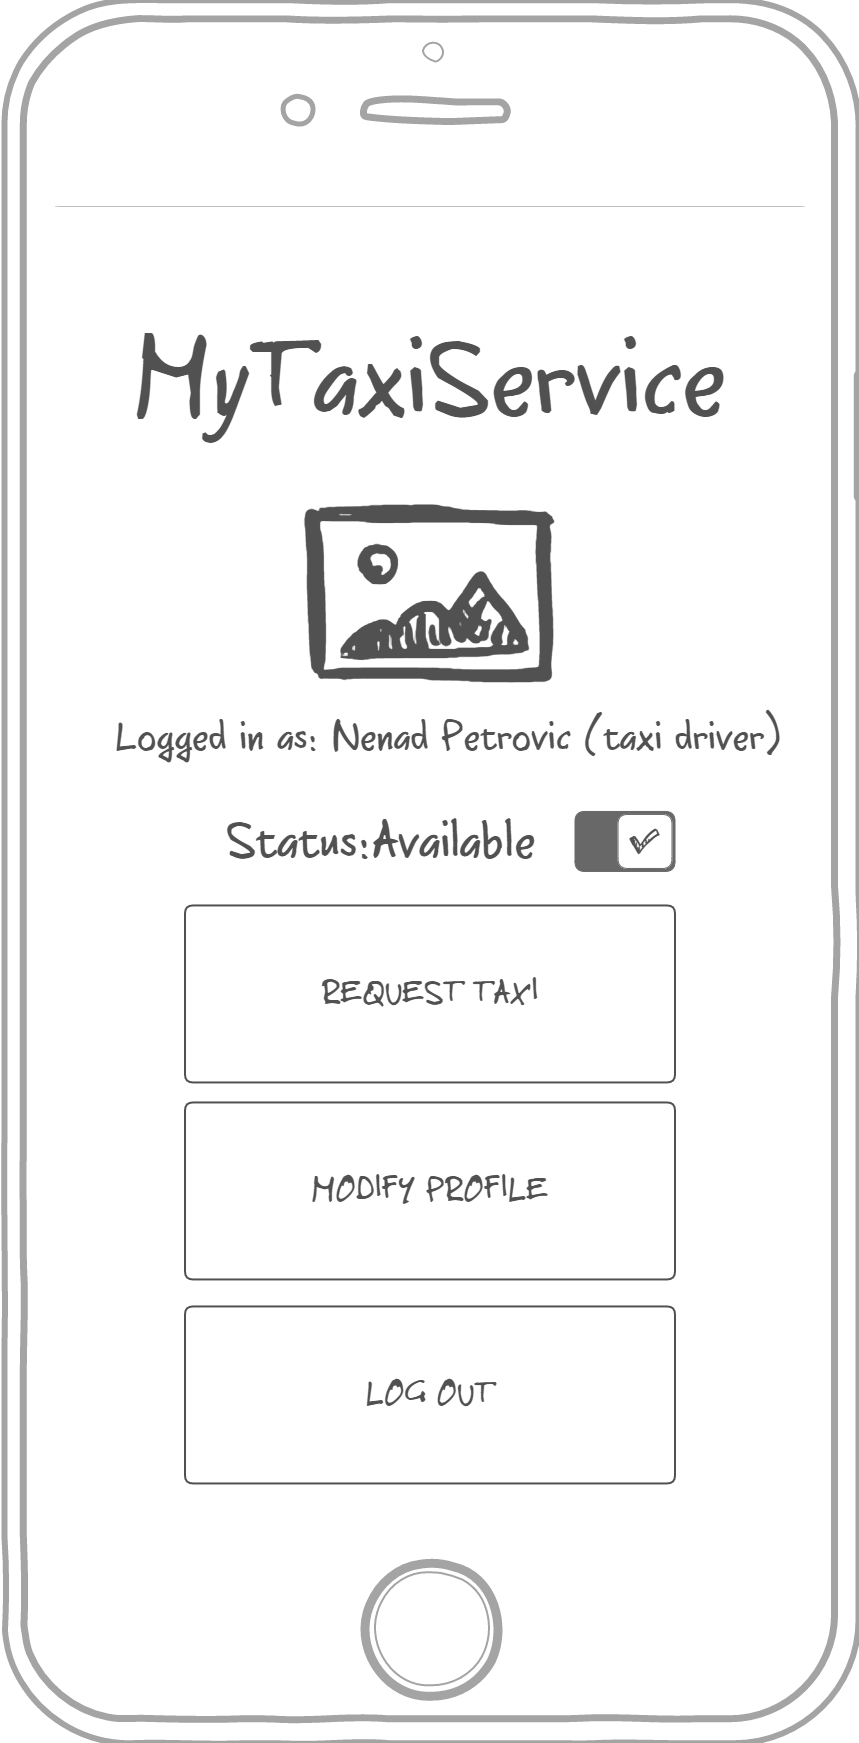 MyTaxiService
Logged in as: Nenad Petrovic (taxi driver)
Status:Available
REQUEST TAXI
MODIFY PROFILE
LOG OUT